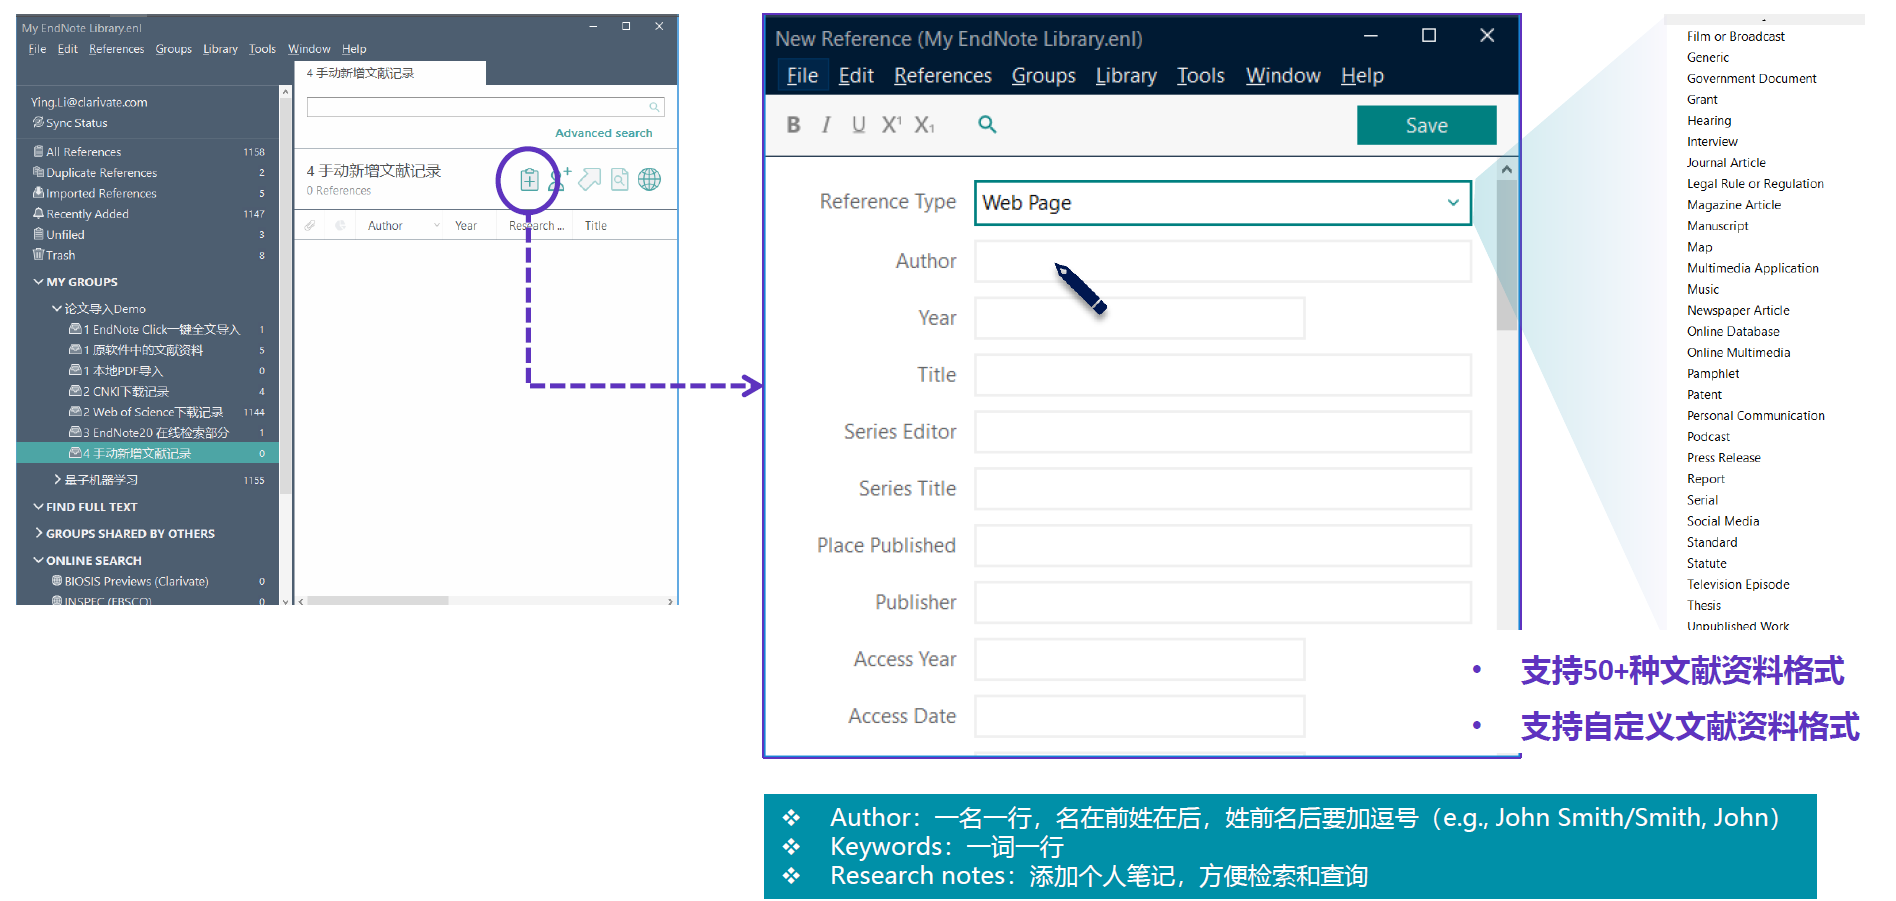 My EndNote Library.enl
File Edit References Groups Library Tools Window Help
4 手动新增文献记录
Ying.Li@clarivate.com
Sync Status
All References 1158
Duplicate References 2
Imported References 5
Recently Added 1147
Unfiled 3
Trash 8
MY GROUPS
论文导入Demo
1 EndNote Click一键全文导入 1
1 原软件中的文献资料 5
1 本地PDF导入 0
2 CNKI下载记录 4
2 Web of Science下载记录 1144
3 EndNote20 在线检索部分 1
4 手动新增文献记录 0
量子机器学习 1155
FIND FULL TEXT
GROUPS SHARED BY OTHERS
ONLINE SEARCH
BIOSIS Previews (Clarivate) 0
INSPEC (EBSCO) 0
Advanced search
4 手动新增文献记录
0 References
Author Year Research ... Title
New Reference (My EndNote Library.enl)
File Edit References Groups Library Tools Window Help
B I U X¹ X₁ Save
Reference Type Web Page
Author
Year
Title
Series Editor
Series Title
Place Published
Publisher
Access Year
Access Date
Film or Broadcast
Generic
Government Document
Grant
Hearing
Interview
Journal Article
Legal Rule or Regulation
Magazine Article
Manuscript
Map
Multimedia Application
Music
Newspaper Article
Online Database
Online Multimedia
Pamphlet
Patent
Personal Communication
Podcast
Press Release
Report
Serial
Social Media
Standard
Statute
Television Episode
Thesis
Unpublished Work
• 支持50+种文献资料格式
• 支持自定义文献资料格式
❖ Author：一名一行，名在前姓在后，姓前名后要加逗号（e.g., John Smith/Smith, John）
❖ Keywords：一词一行
❖ Research notes：添加个人笔记，方便检索和查询